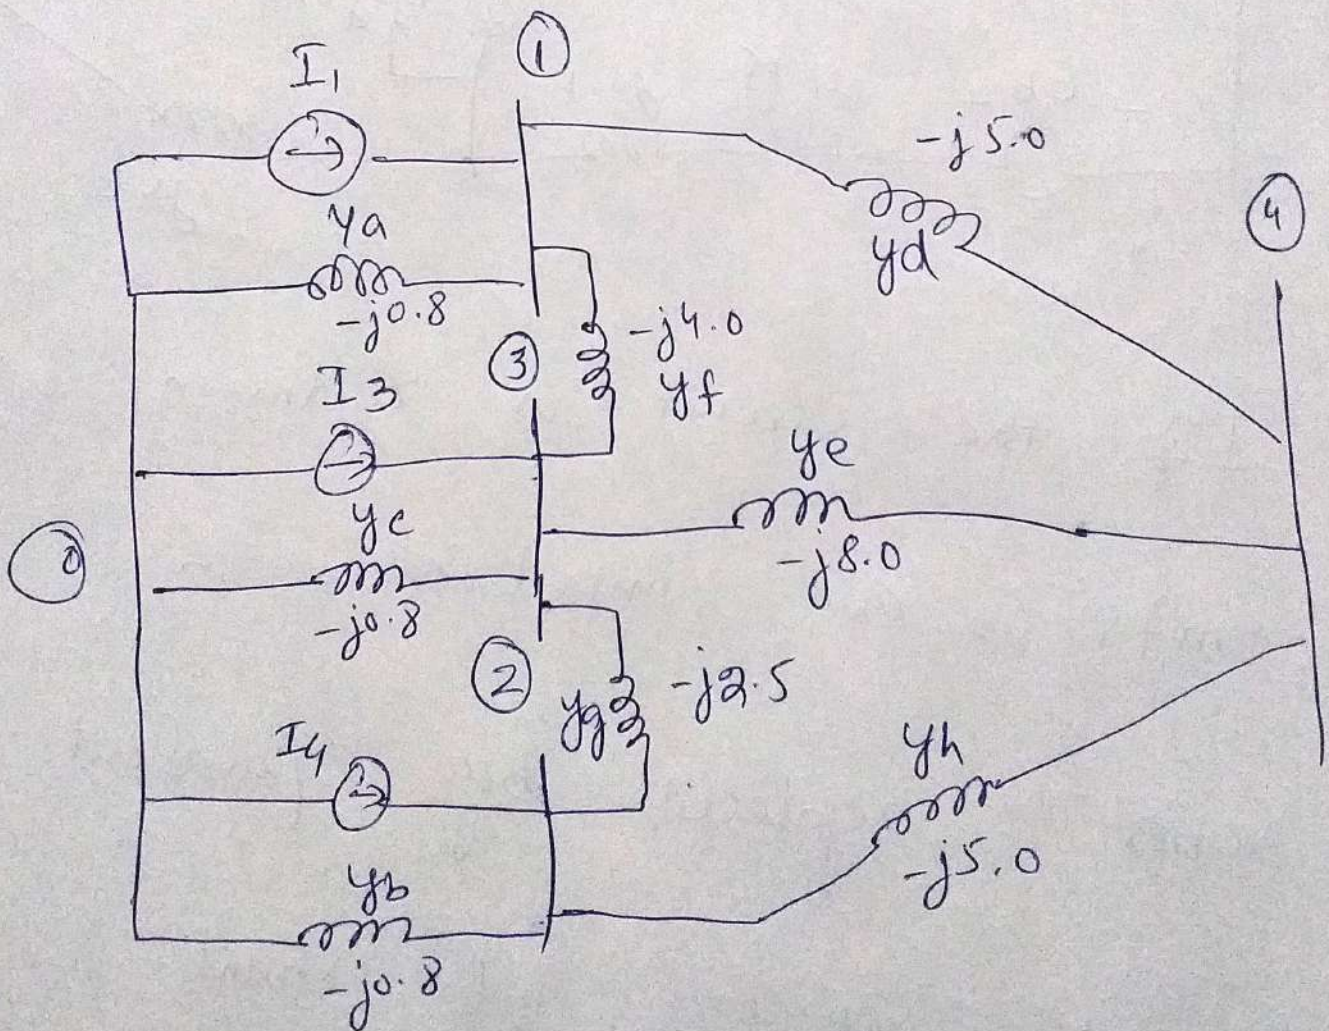 ①
I₁
-j5.0
④
ya
yd
-j0.8
-j4.0
③
yf
I3
ye
yc
-j8.0
⓪
-j0.8
②
-j2.5
yg
I4
yh
-j5.0
yb
-j0.8